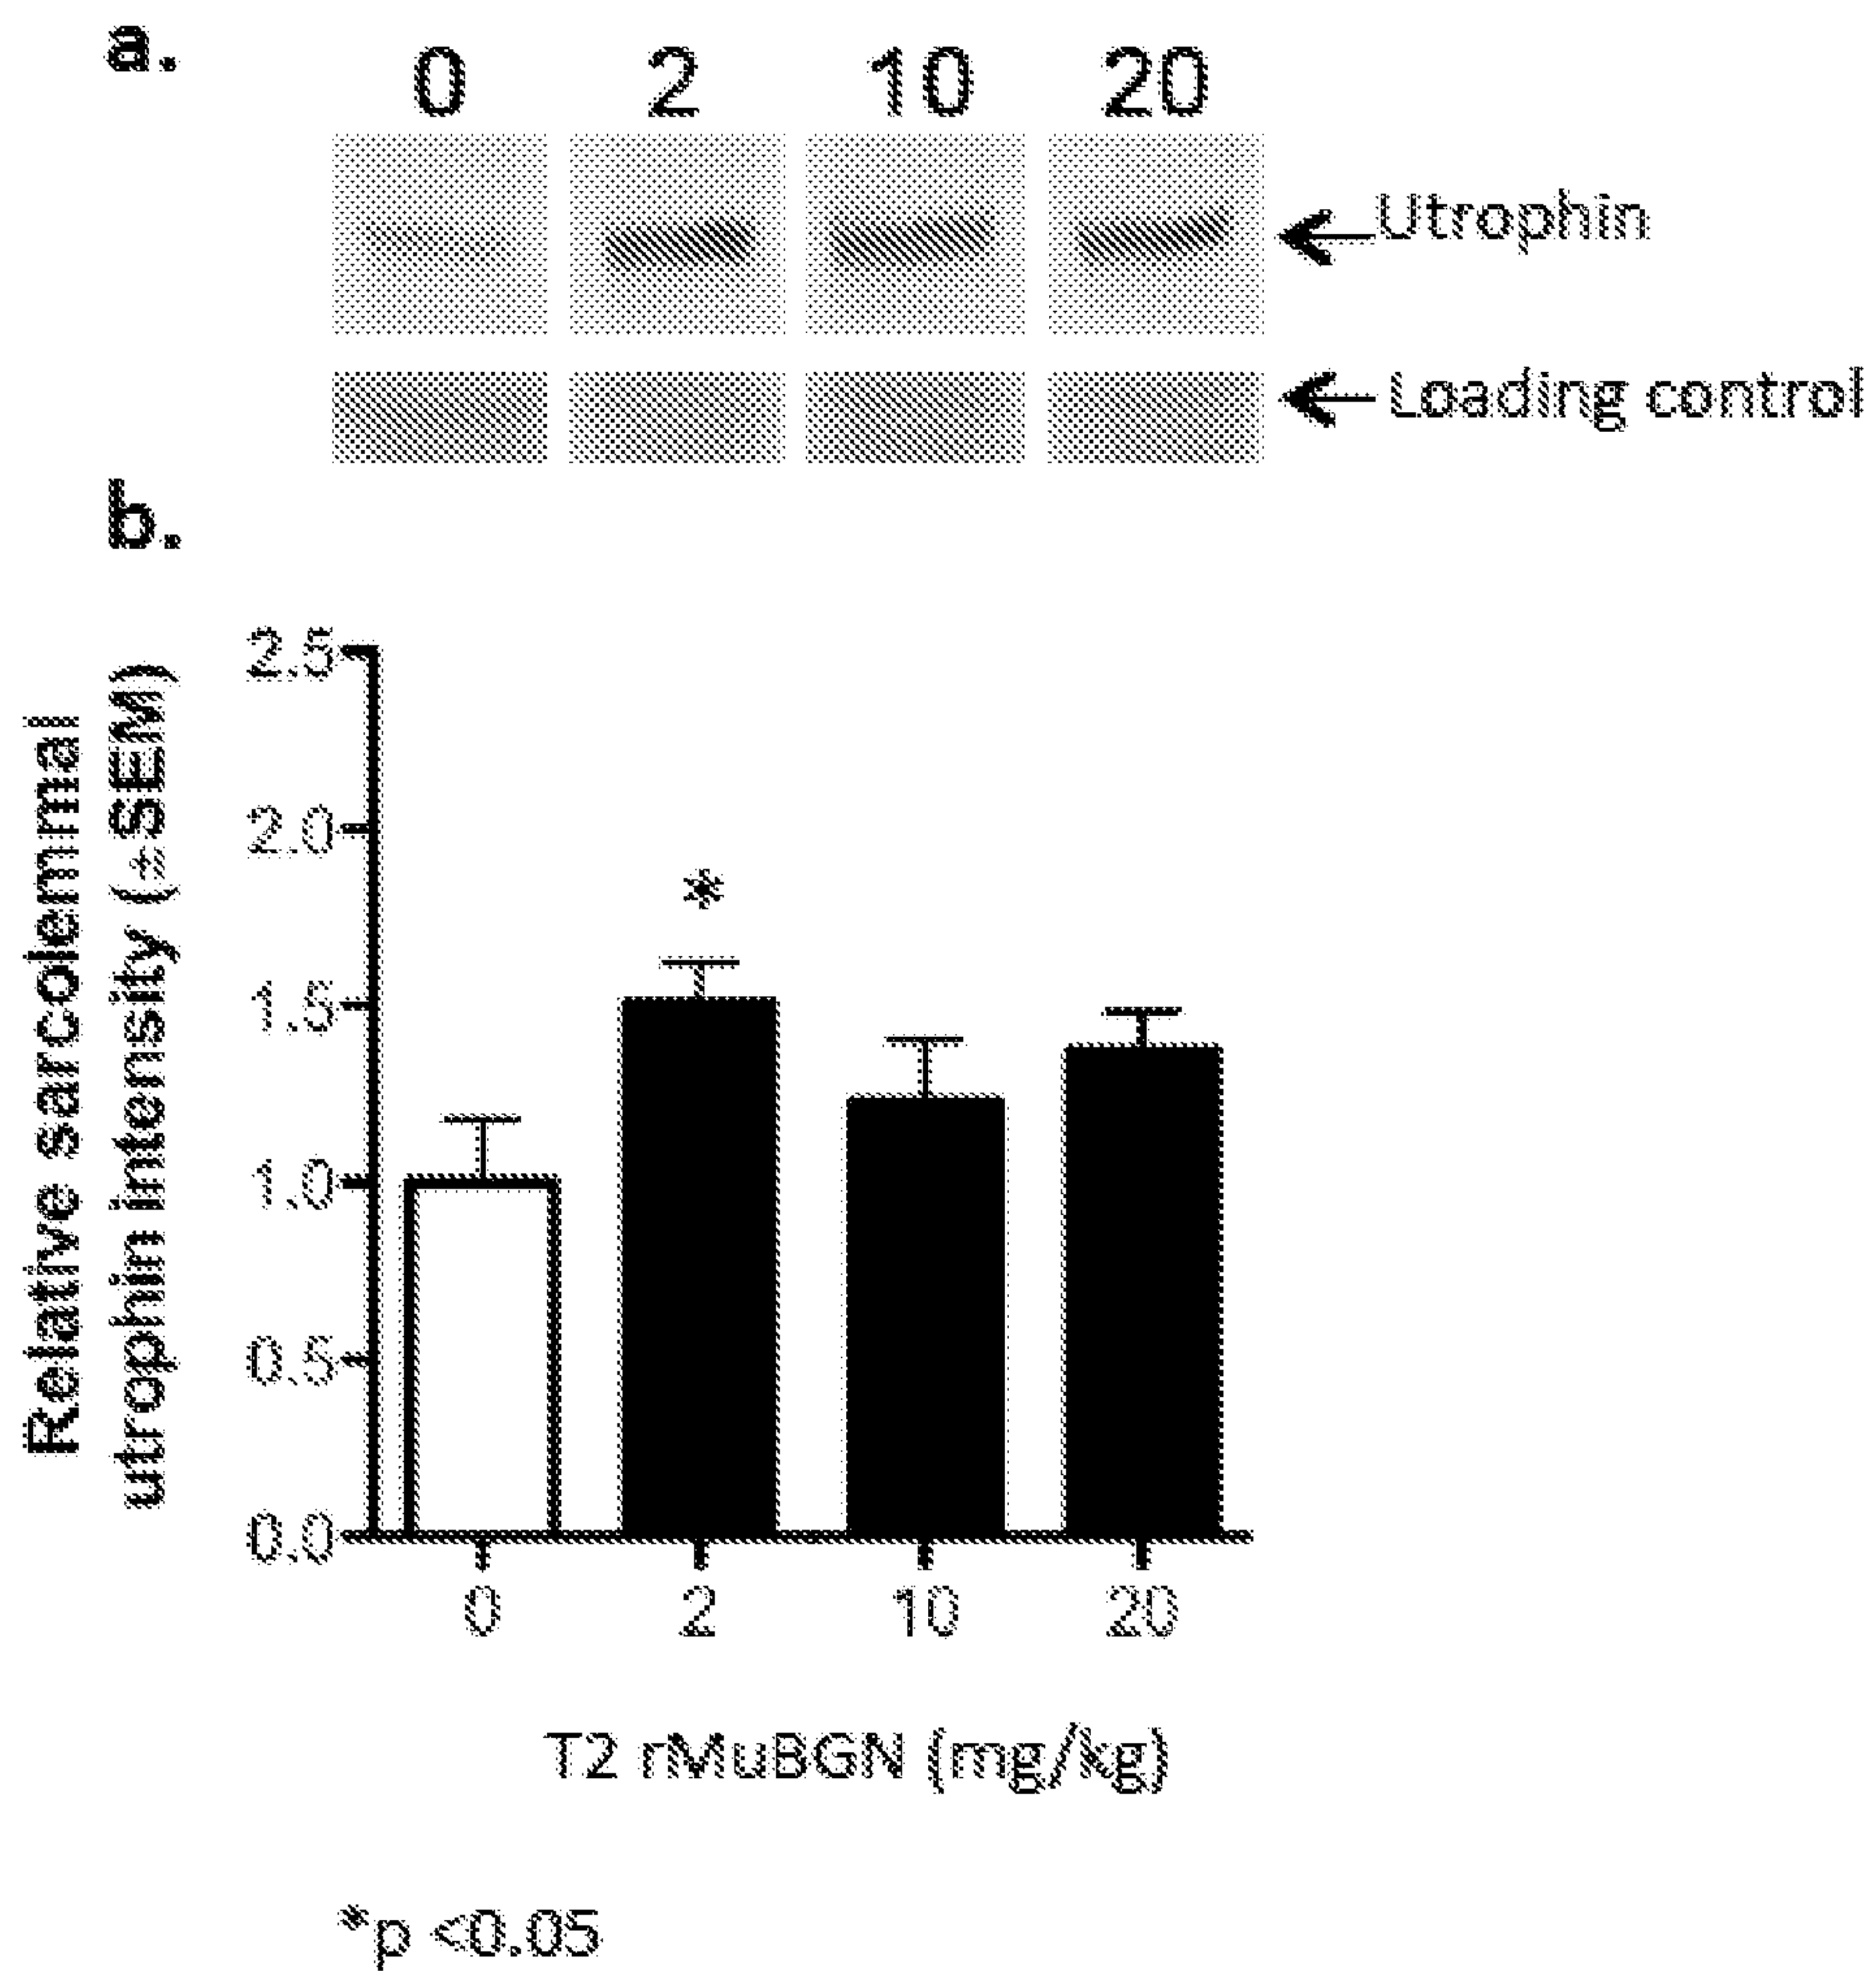 a.
0 2 10 20
Utrophin
Loading control
b.
Relative sarcolemmal
utrophin intensity (±SEM)
2.5
2.0
*
1.5
1.0
0.5
0.0
0 2 10 20
T2 rMuBGN (mg/kg)
*p <0.05